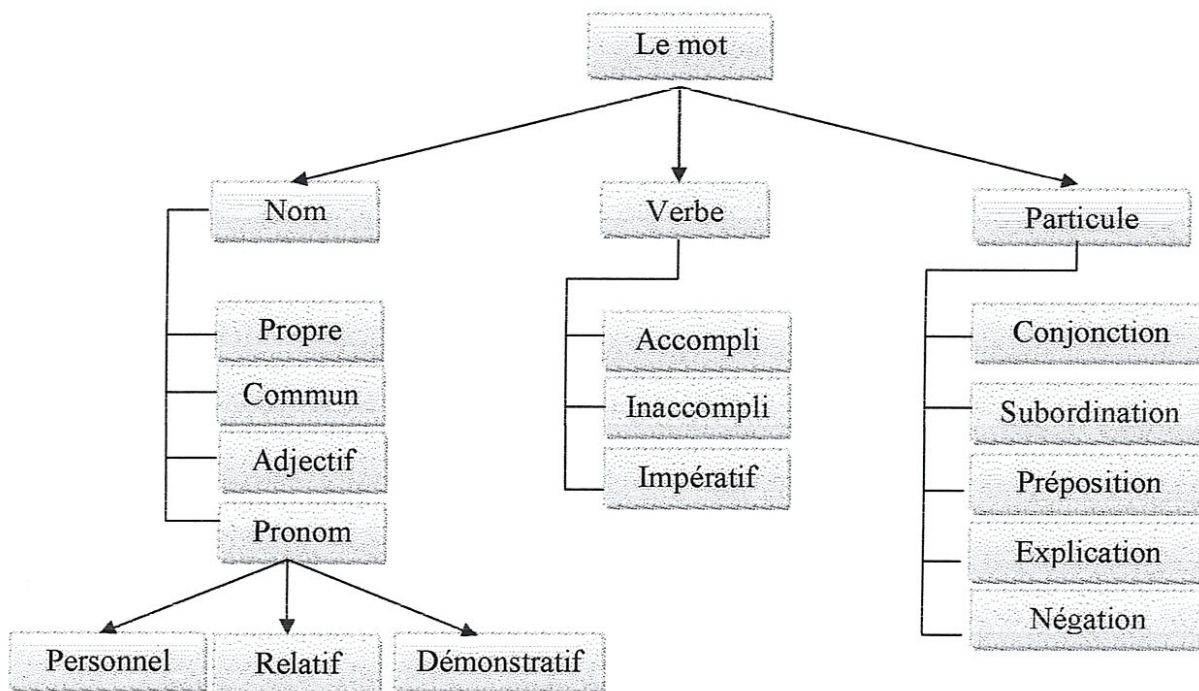 Le mot
Nom
Verbe
Particule
Propre
Commun
Adjectif
Pronom
Accompli
Inaccompli
Impératif
Conjonction
Subordination
Préposition
Explication
Négation
Personnel
Relatif
Démonstratif